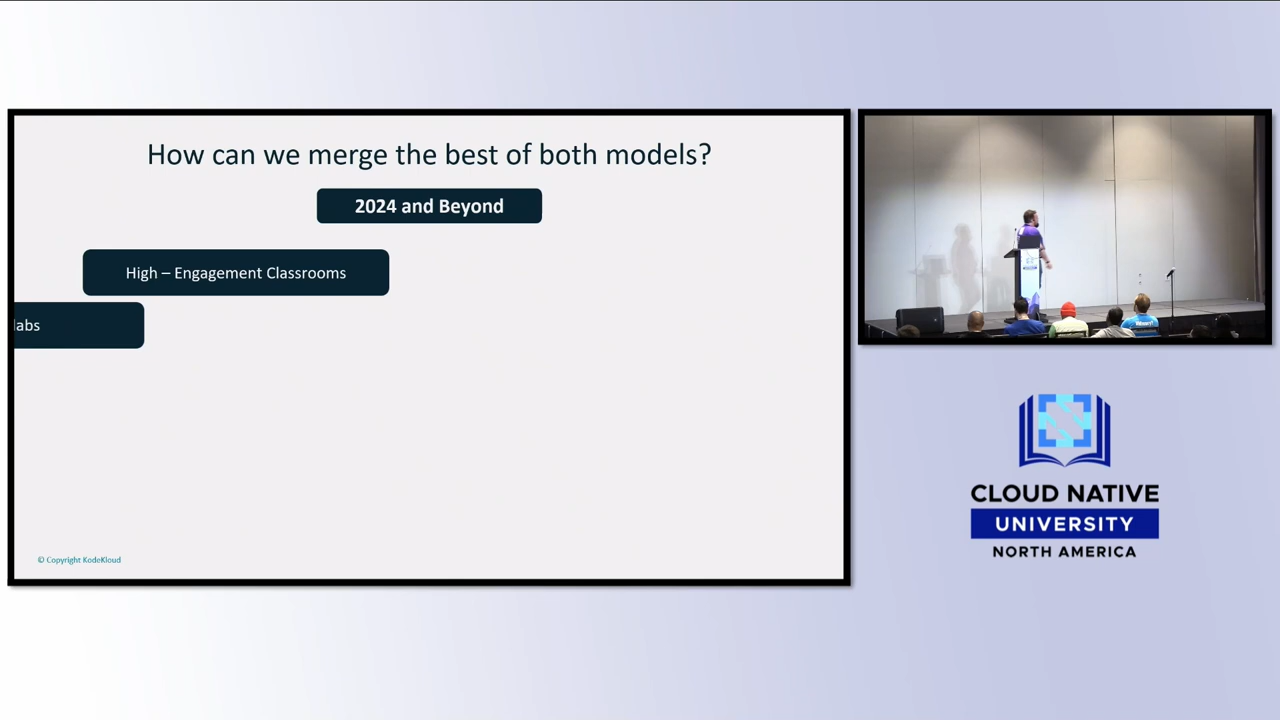 How can we merge the best of both models?
2024 and Beyond
High – Engagement Classrooms
labs
© Copyright KodeKloud
CLOUD NATIVE
UNIVERSITY
NORTH AMERICA